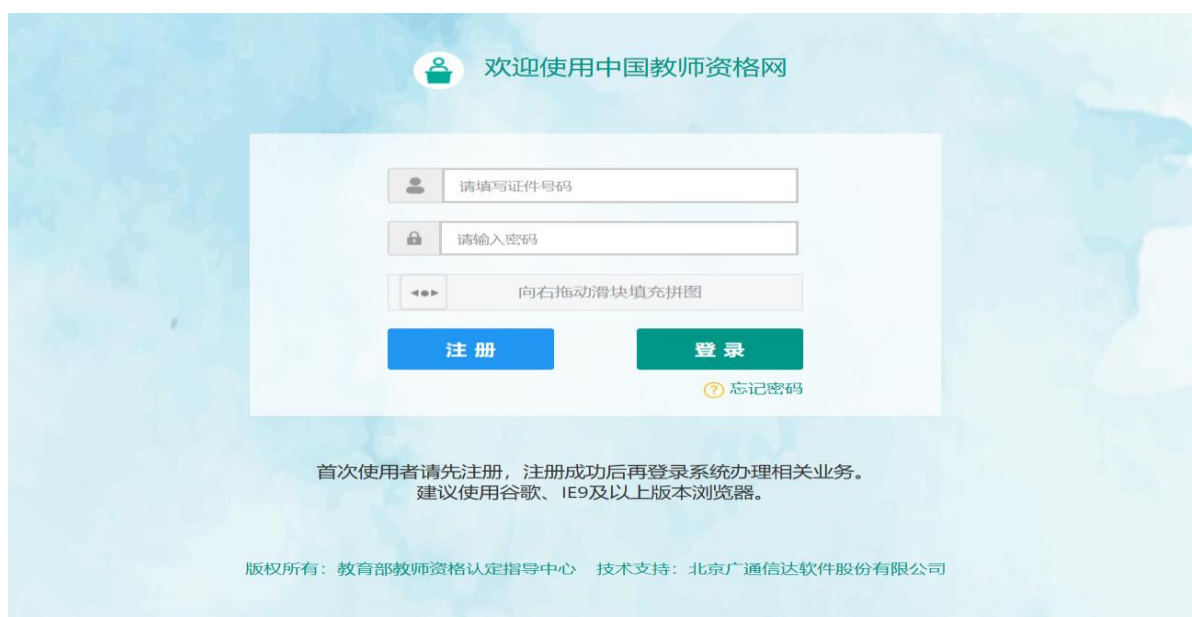 欢迎使用中国教师资格网
请填写证件号码
请输入密码
向右拖动滑块填充拼图
注 册 登 录
? 忘记密码
首次使用者请先注册，注册成功后再登录系统办理相关业务。
建议使用谷歌、IE9及以上版本浏览器。
版权所有：教育部教师资格认定指导中心 技术支持：北京广通信达软件股份有限公司